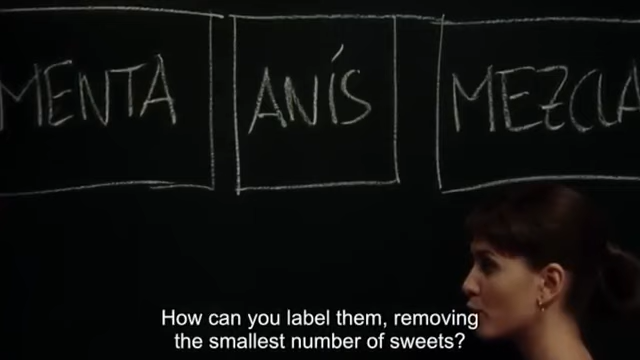 MENTA ANÍS MEZCLA
How can you label them, removing
the smallest number of sweets?